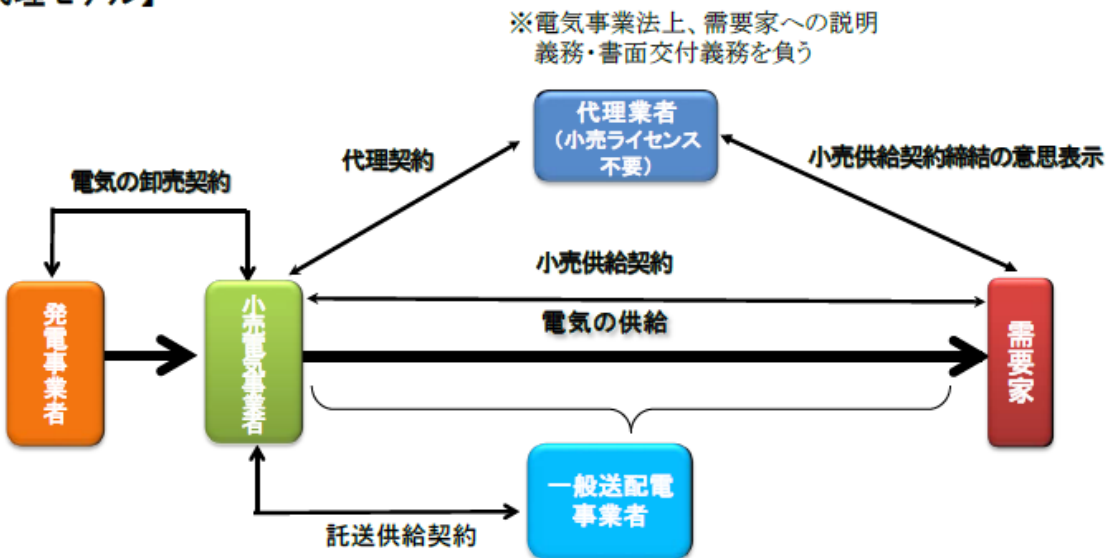 理モデル】
※電気事業法上、需要家への説明
義務・書面交付義務を負う
代理業者
（小売ライセンス
不要）
代理契約
小売供給契約締結の意思表示
電気の卸売契約
小売供給契約
電気の供給
発電事業者
小売電気事業者
需要家
一般送配電
事業者
託送供給契約